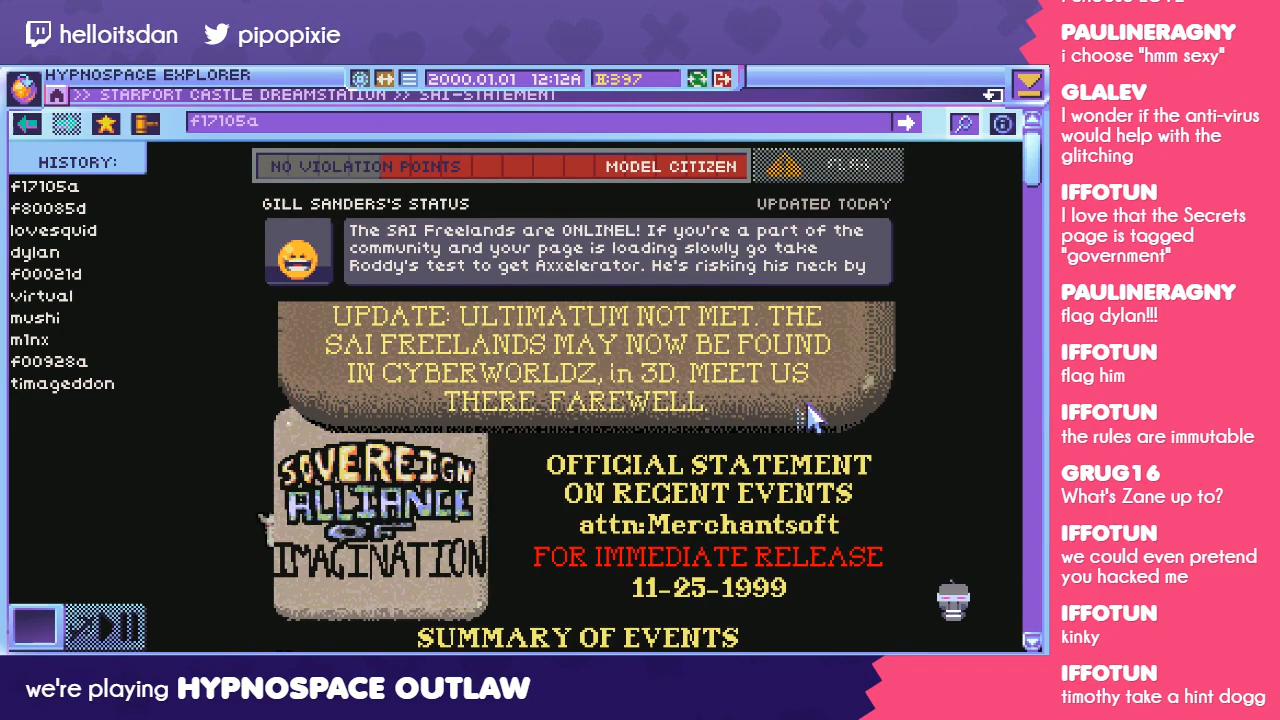 helloitsdan
pipopixie
HYPNOSPACE EXPLORER
2000.01.01 12:12A
397
>> STARPORT CASTLE DREAMSTATION >> SAI-STATEMENT
f17105a
HISTORY:
f17105a
f80085d
lovesquid
dylan
f00021d
virtual
mushi
m1nx
f00928a
timageddon
NO VIOLATION POINTS
MODEL CITIZEN
GILL SANDERS'S STATUS
UPDATED TODAY
The SAI Freelands are ONLINE! If you're a part of the
community and your page is loading slowly go take
Roddy's test to get Axxelerator. He's risking his neck by
UPDATE: ULTIMATUM NOT MET. THE
SAI FREELANDS MAY NOW BE FOUND
IN CYBERWORLDZ, in 3D. MEET US
THERE. FAREWELL.
SOVEREIGN
ALLIANCE
OF
IMAGINATION
OFFICIAL STATEMENT
ON RECENT EVENTS
attn:Merchantsoft
FOR IMMEDIATE RELEASE
11-25-1999
SUMMARY OF EVENTS
we're playing HYPNOSPACE OUTLAW
PAULINERAGNY
i choose "hmm sexy"
GLALEV
I wonder if the anti-virus
would help with the
glitching
IFFOTUN
I love that the Secrets
page is tagged
"government"
PAULINERAGNY
flag dylan!!!
IFFOTUN
flag him
IFFOTUN
the rules are immutable
GRUG16
What's Zane up to?
IFFOTUN
we could even pretend
you hacked me
IFFOTUN
kinky
IFFOTUN
timothy take a hint dogg